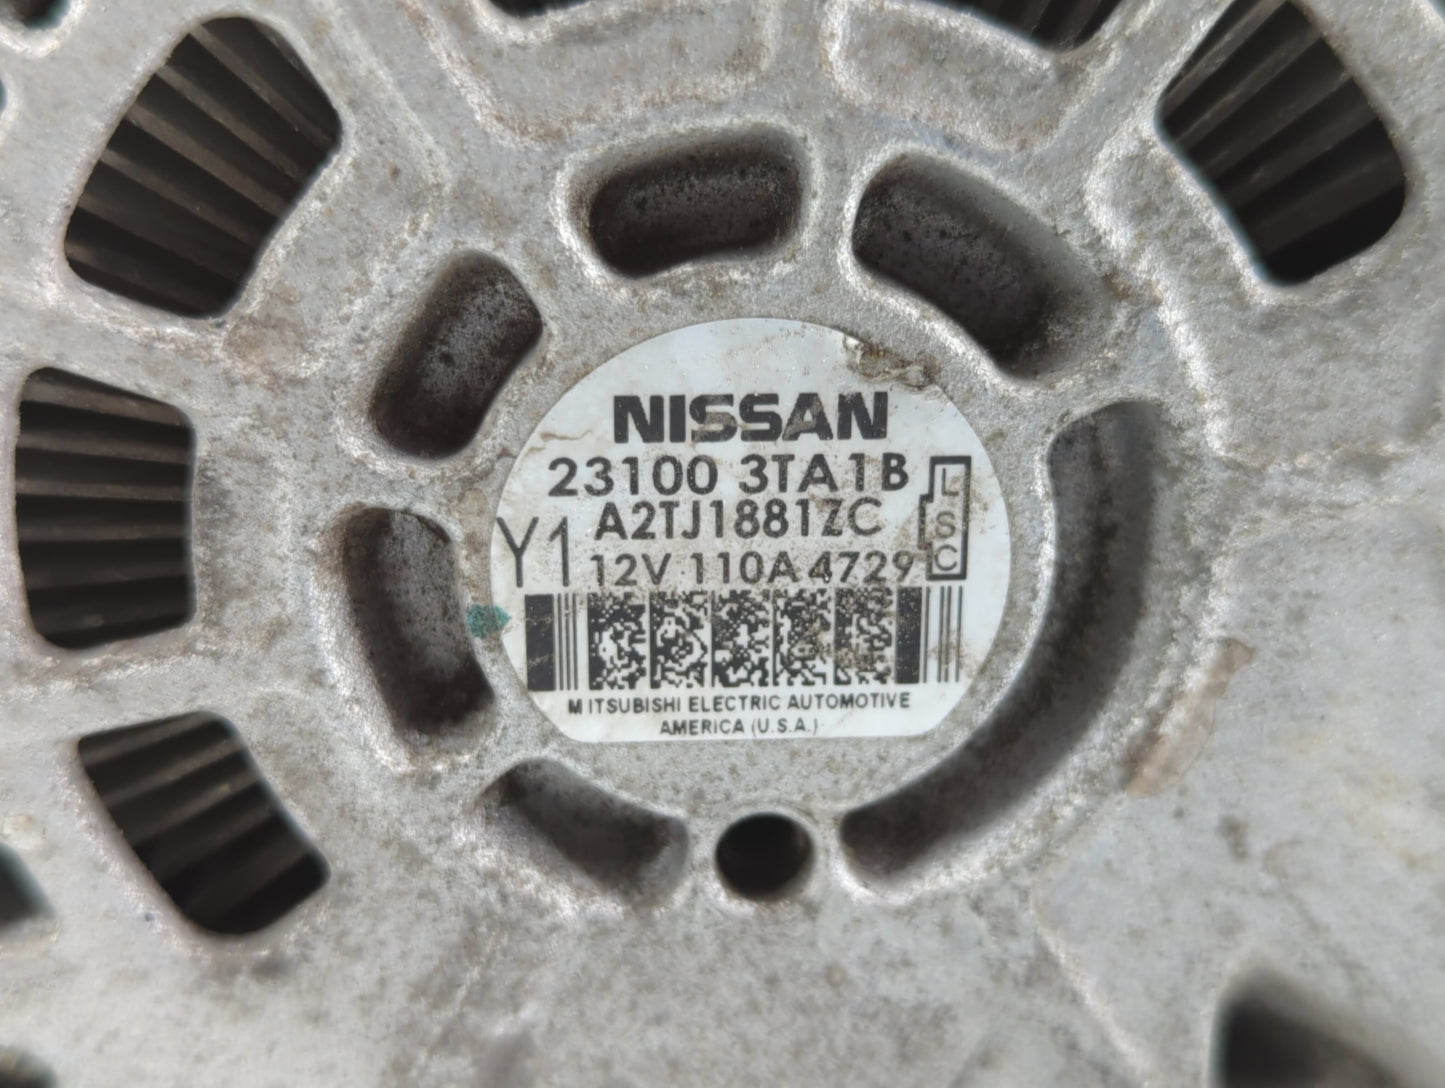 NISSAN
23100 3TA1B
A2TJ1881ZC
Y1
12V 110A 4729
L
S
C
MITSUBISHI ELECTRIC AUTOMOTIVE
AMERICA (U.S.A.)